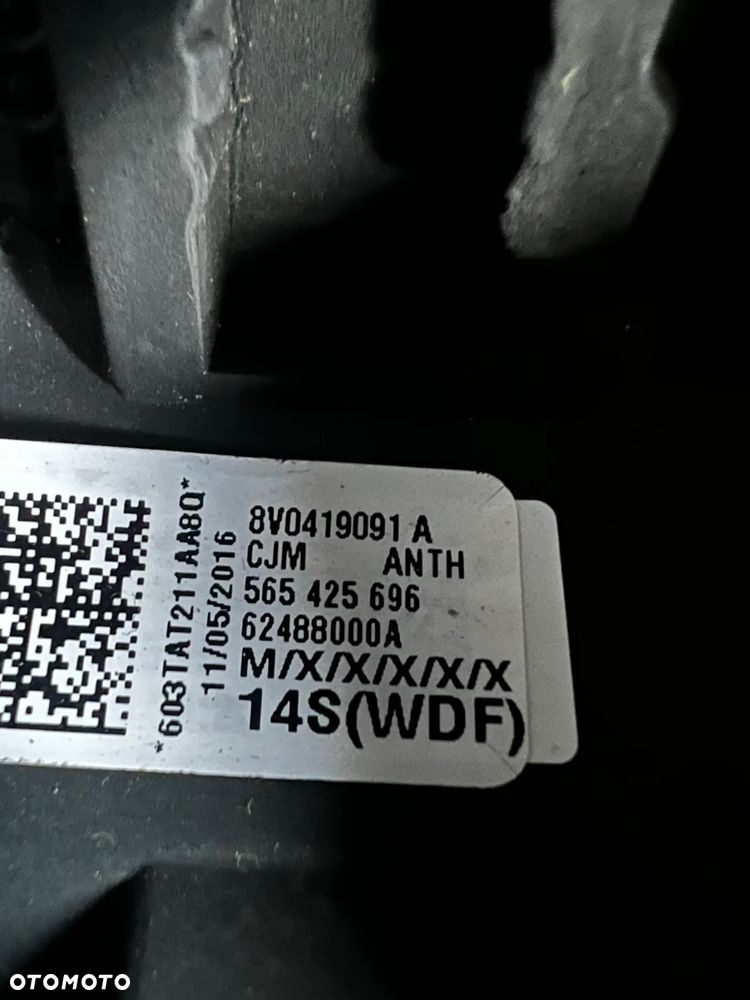 *603TAT211AA8Q*
11/05/2016
8V0419091 A
CJM ANTH
565 425 696
62488000A
M/X/X/X/X/X
14S(WDF)
OTOMOTO